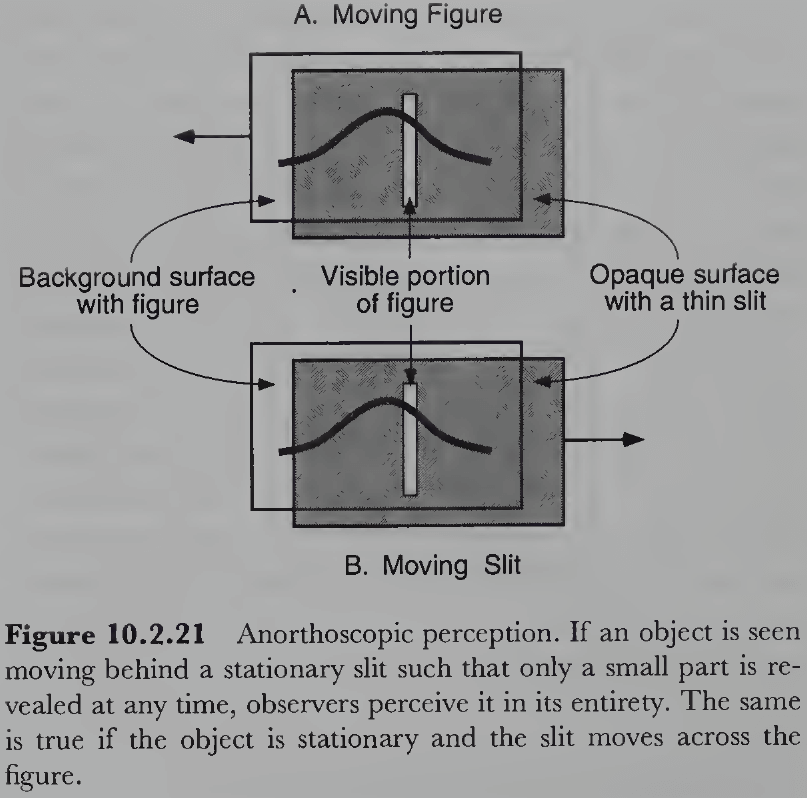 A. Moving Figure
Background surface
with figure
Visible portion
of figure
Opaque surface
with a thin slit
B. Moving Slit
Figure 10.2.21 Anorthoscopic perception. If an object is seen
moving behind a stationary slit such that only a small part is re-
vealed at any time, observers perceive it in its entirety. The same
is true if the object is stationary and the slit moves across the
figure.